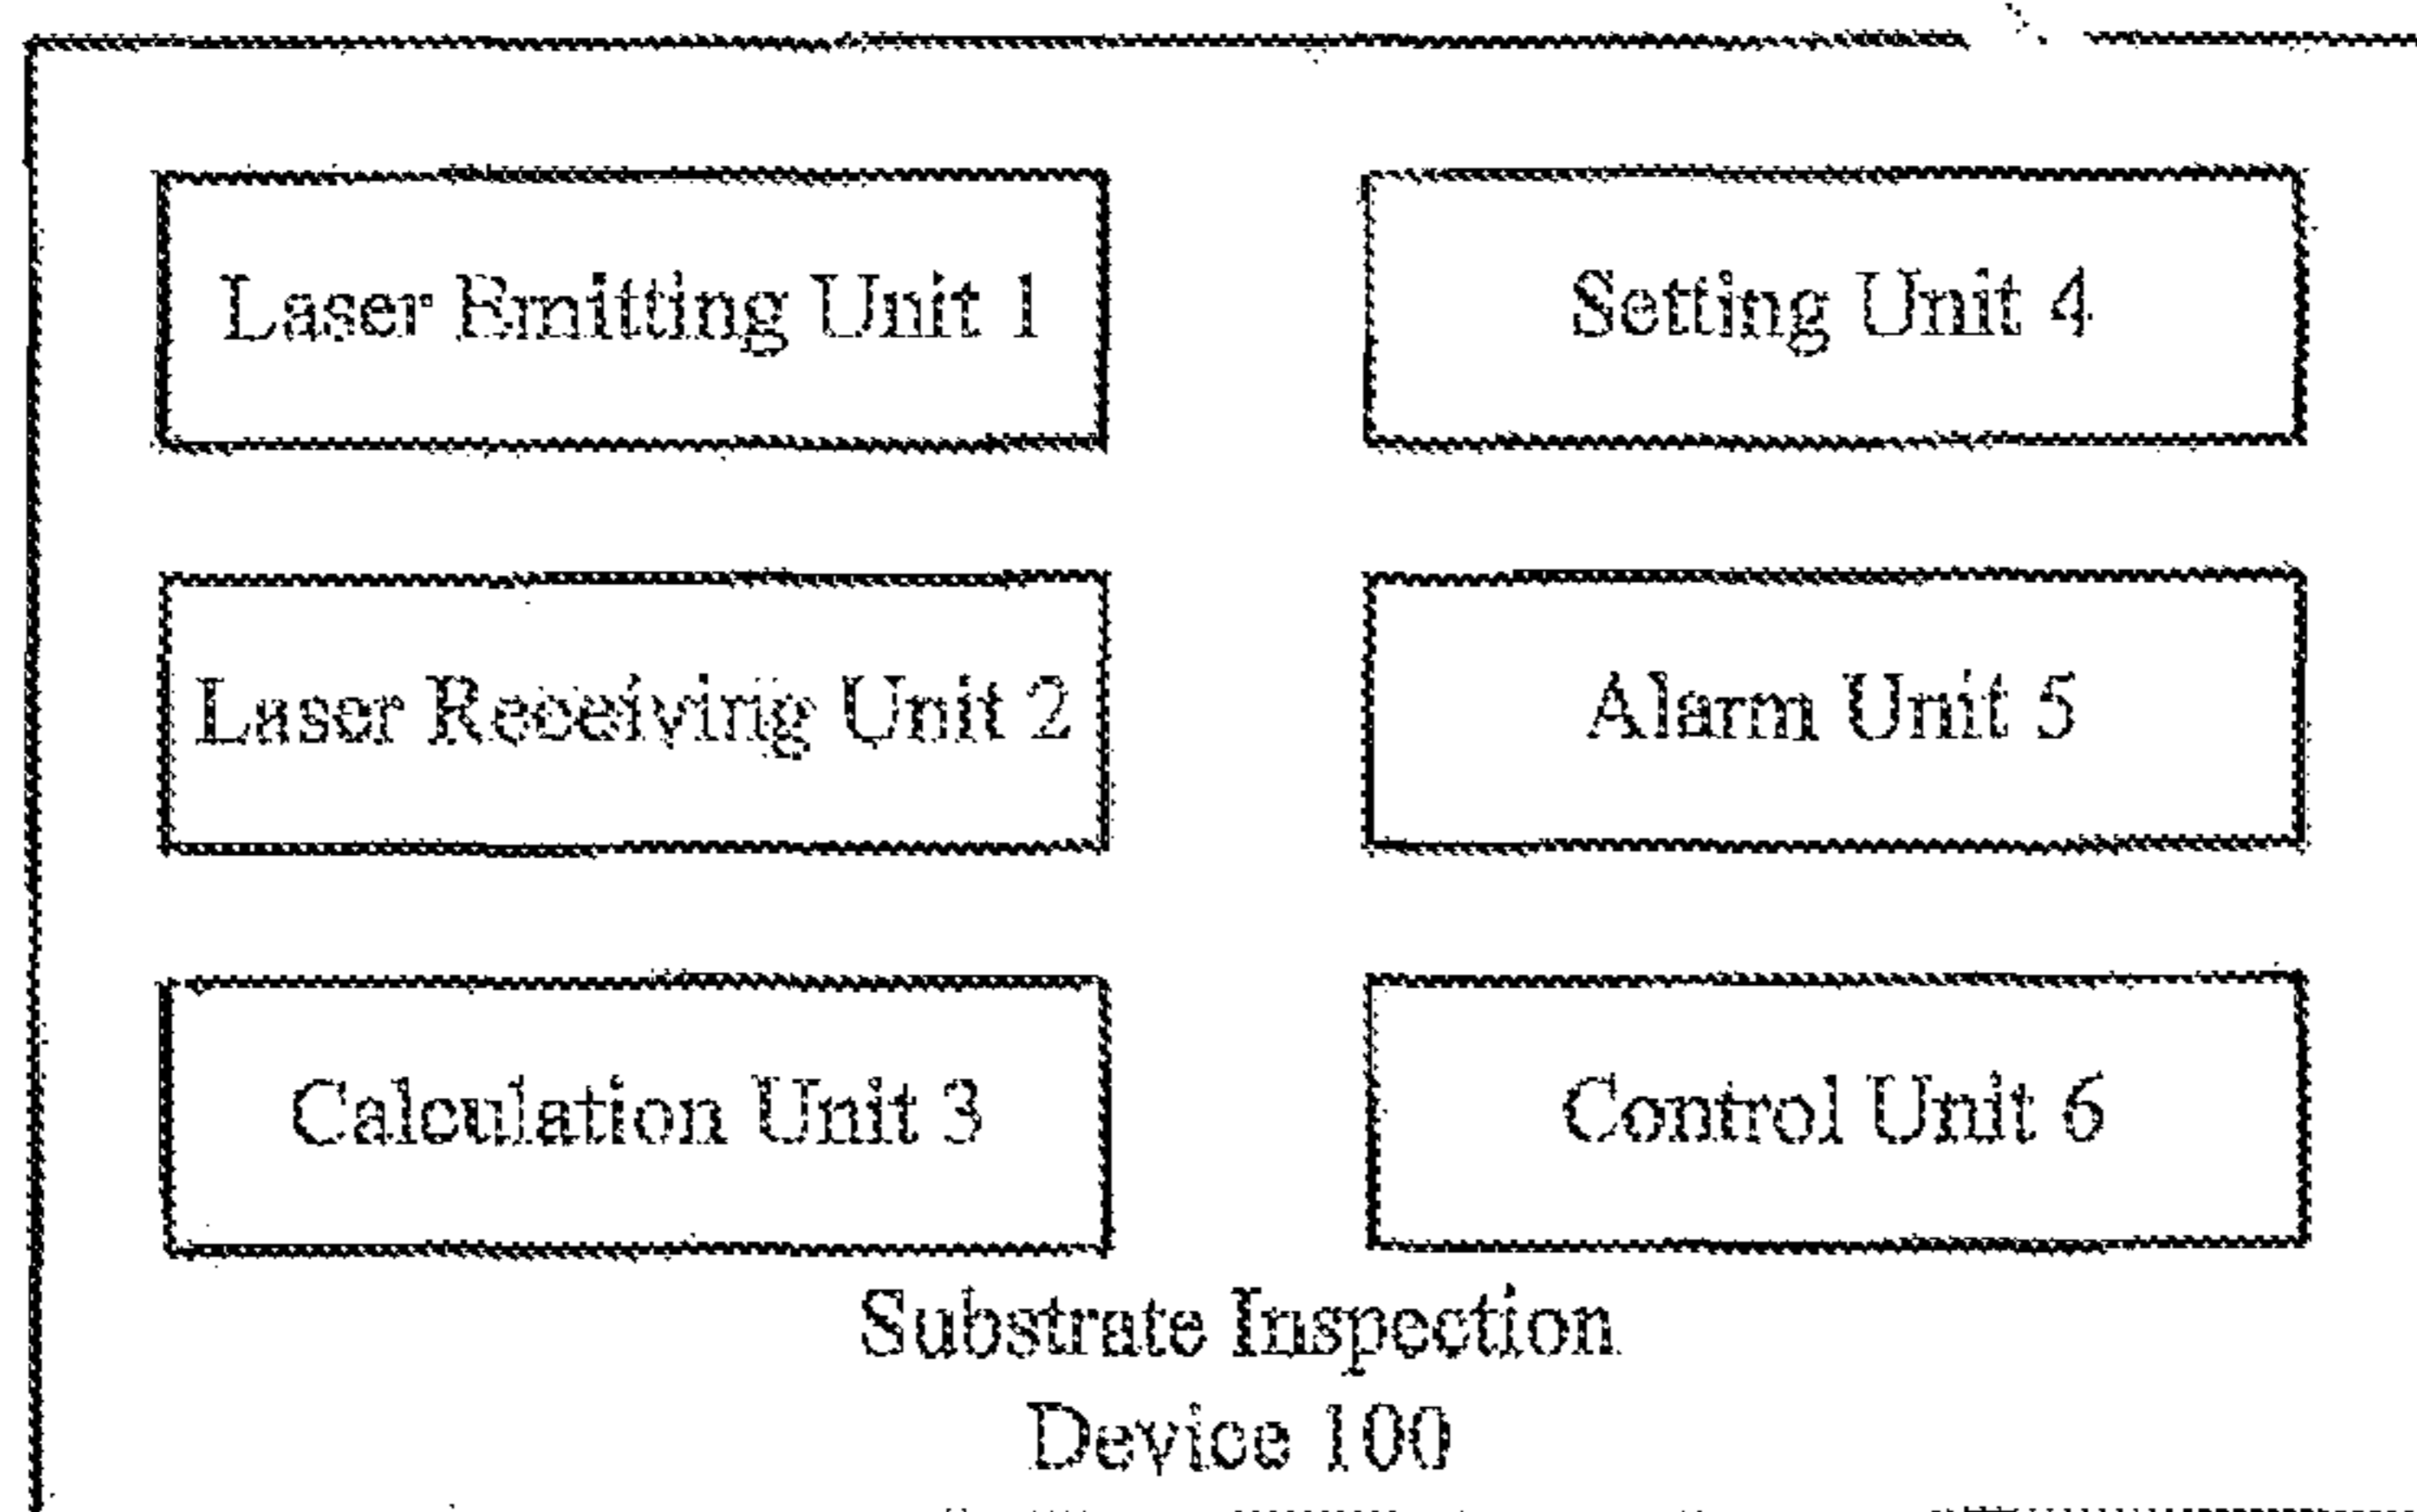 Laser Emitting Unit 1
Setting Unit 4
Laser Receiving Unit 2
Alarm Unit 5
Calculation Unit 3
Control Unit 6
Substrate Inspection
Device 100